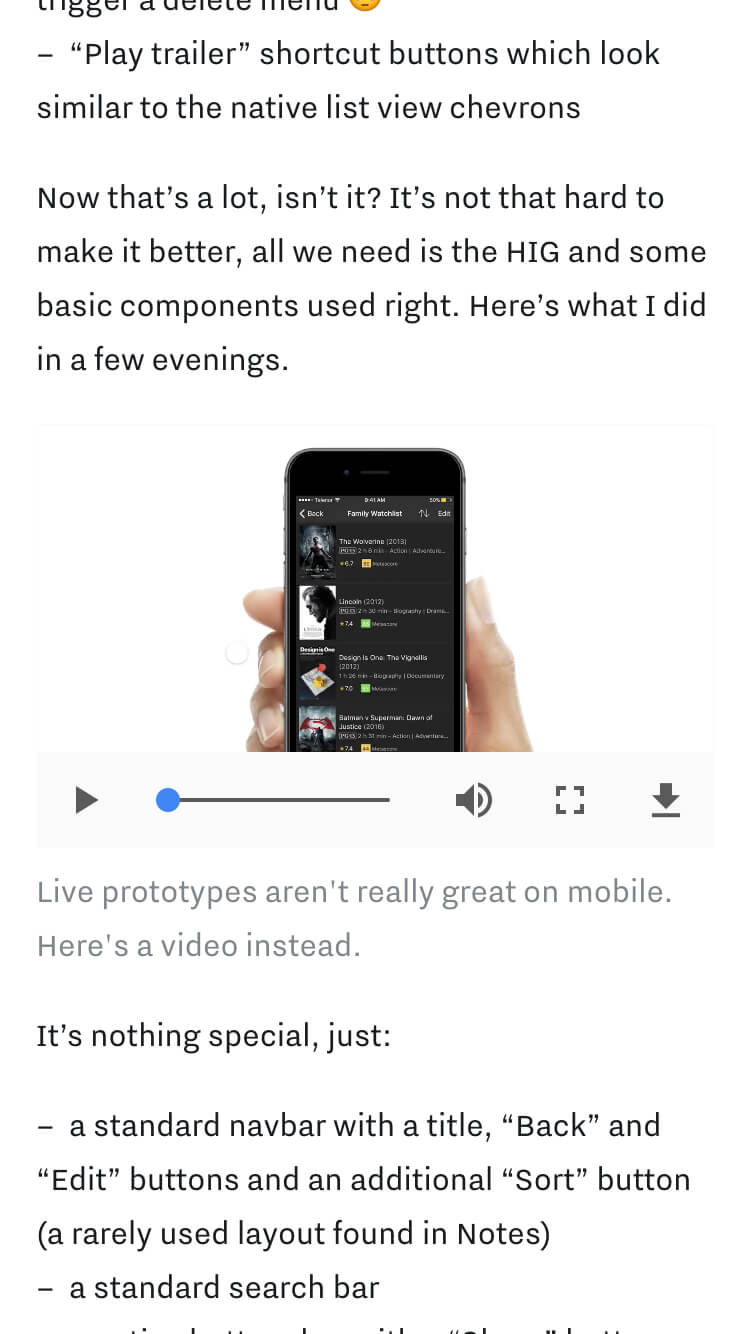 trigger a delete menu 😕
– “Play trailer” shortcut buttons which look
similar to the native list view chevrons
Now that’s a lot, isn’t it? It’s not that hard to
make it better, all we need is the HIG and some
basic components used right. Here’s what I did
in a few evenings.
Telenor 9:41 AM 50%
Back Family Watchlist Edit
The Wolverine (2013)
PG-13 2 h 6 min - Action | Adventure...
6.7 Metascore
Lincoln (2012)
PG-13 2 h 30 min - Biography | Drama...
7.4 Metascore
Design is One
Design Is One: The Vignellis
(2012)
1 h 26 min - Biography | Documentary
7.0 Metascore
Batman v Superman: Dawn of
Justice (2016)
PG-13 2 h 31 min - Action | Adventure...
7.4 44 Metascore
Live prototypes aren't really great on mobile.
Here's a video instead.
It’s nothing special, just:
– a standard navbar with a title, “Back” and
“Edit” buttons and an additional “Sort” button
(a rarely used layout found in Notes)
– a standard search bar